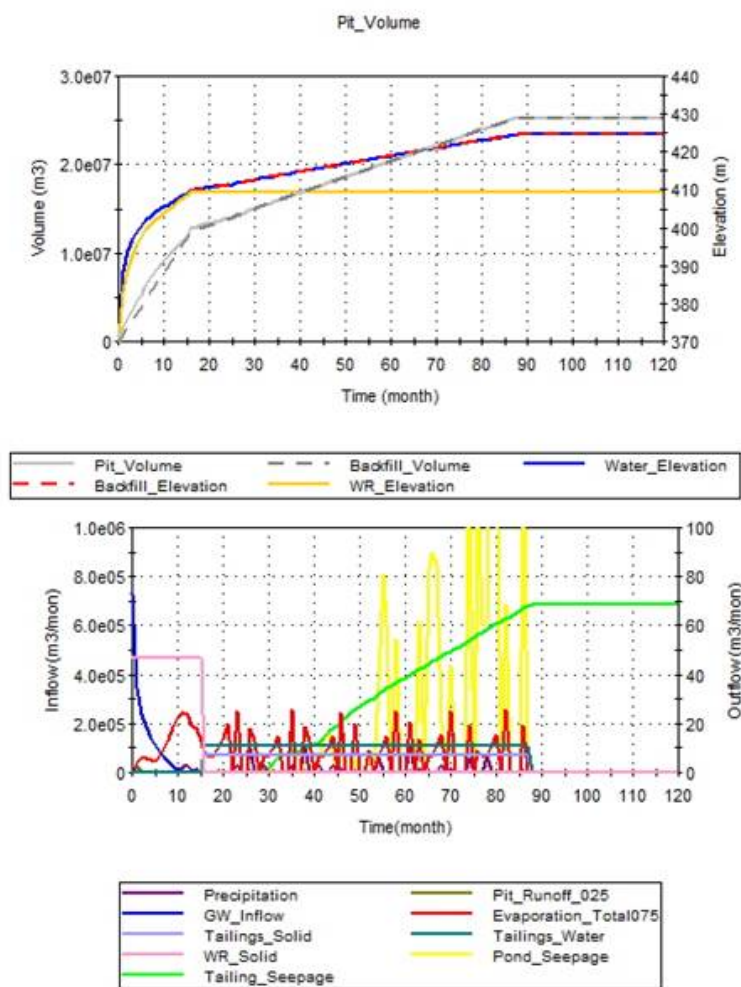 Pit_Volume
3.0e07
2.0e07
1.0e07
0
Volume (m3)
440
430
420
410
400
390
380
370
Elevation (m)
0 10 20 30 40 50 60 70 80 90 100 110 120
Time (month)
Pit_Volume Backfill_Volume Water_Elevation
Backfill_Elevation WR_Elevation
1.0e06
8.0e05
6.0e05
4.0e05
2.0e05
0
Inflow (m3/mon)
100
80
60
40
20
0
Outflow (m3/mon)
0 10 20 30 40 50 60 70 80 90 100 110 120
Time(month)
Precipitation Pit_Runoff_025
GW_Inflow Evaporation_Total075
Tailings_Solid Tailings_Water
WR_Solid Pond_Seepage
Tailing_Seepage